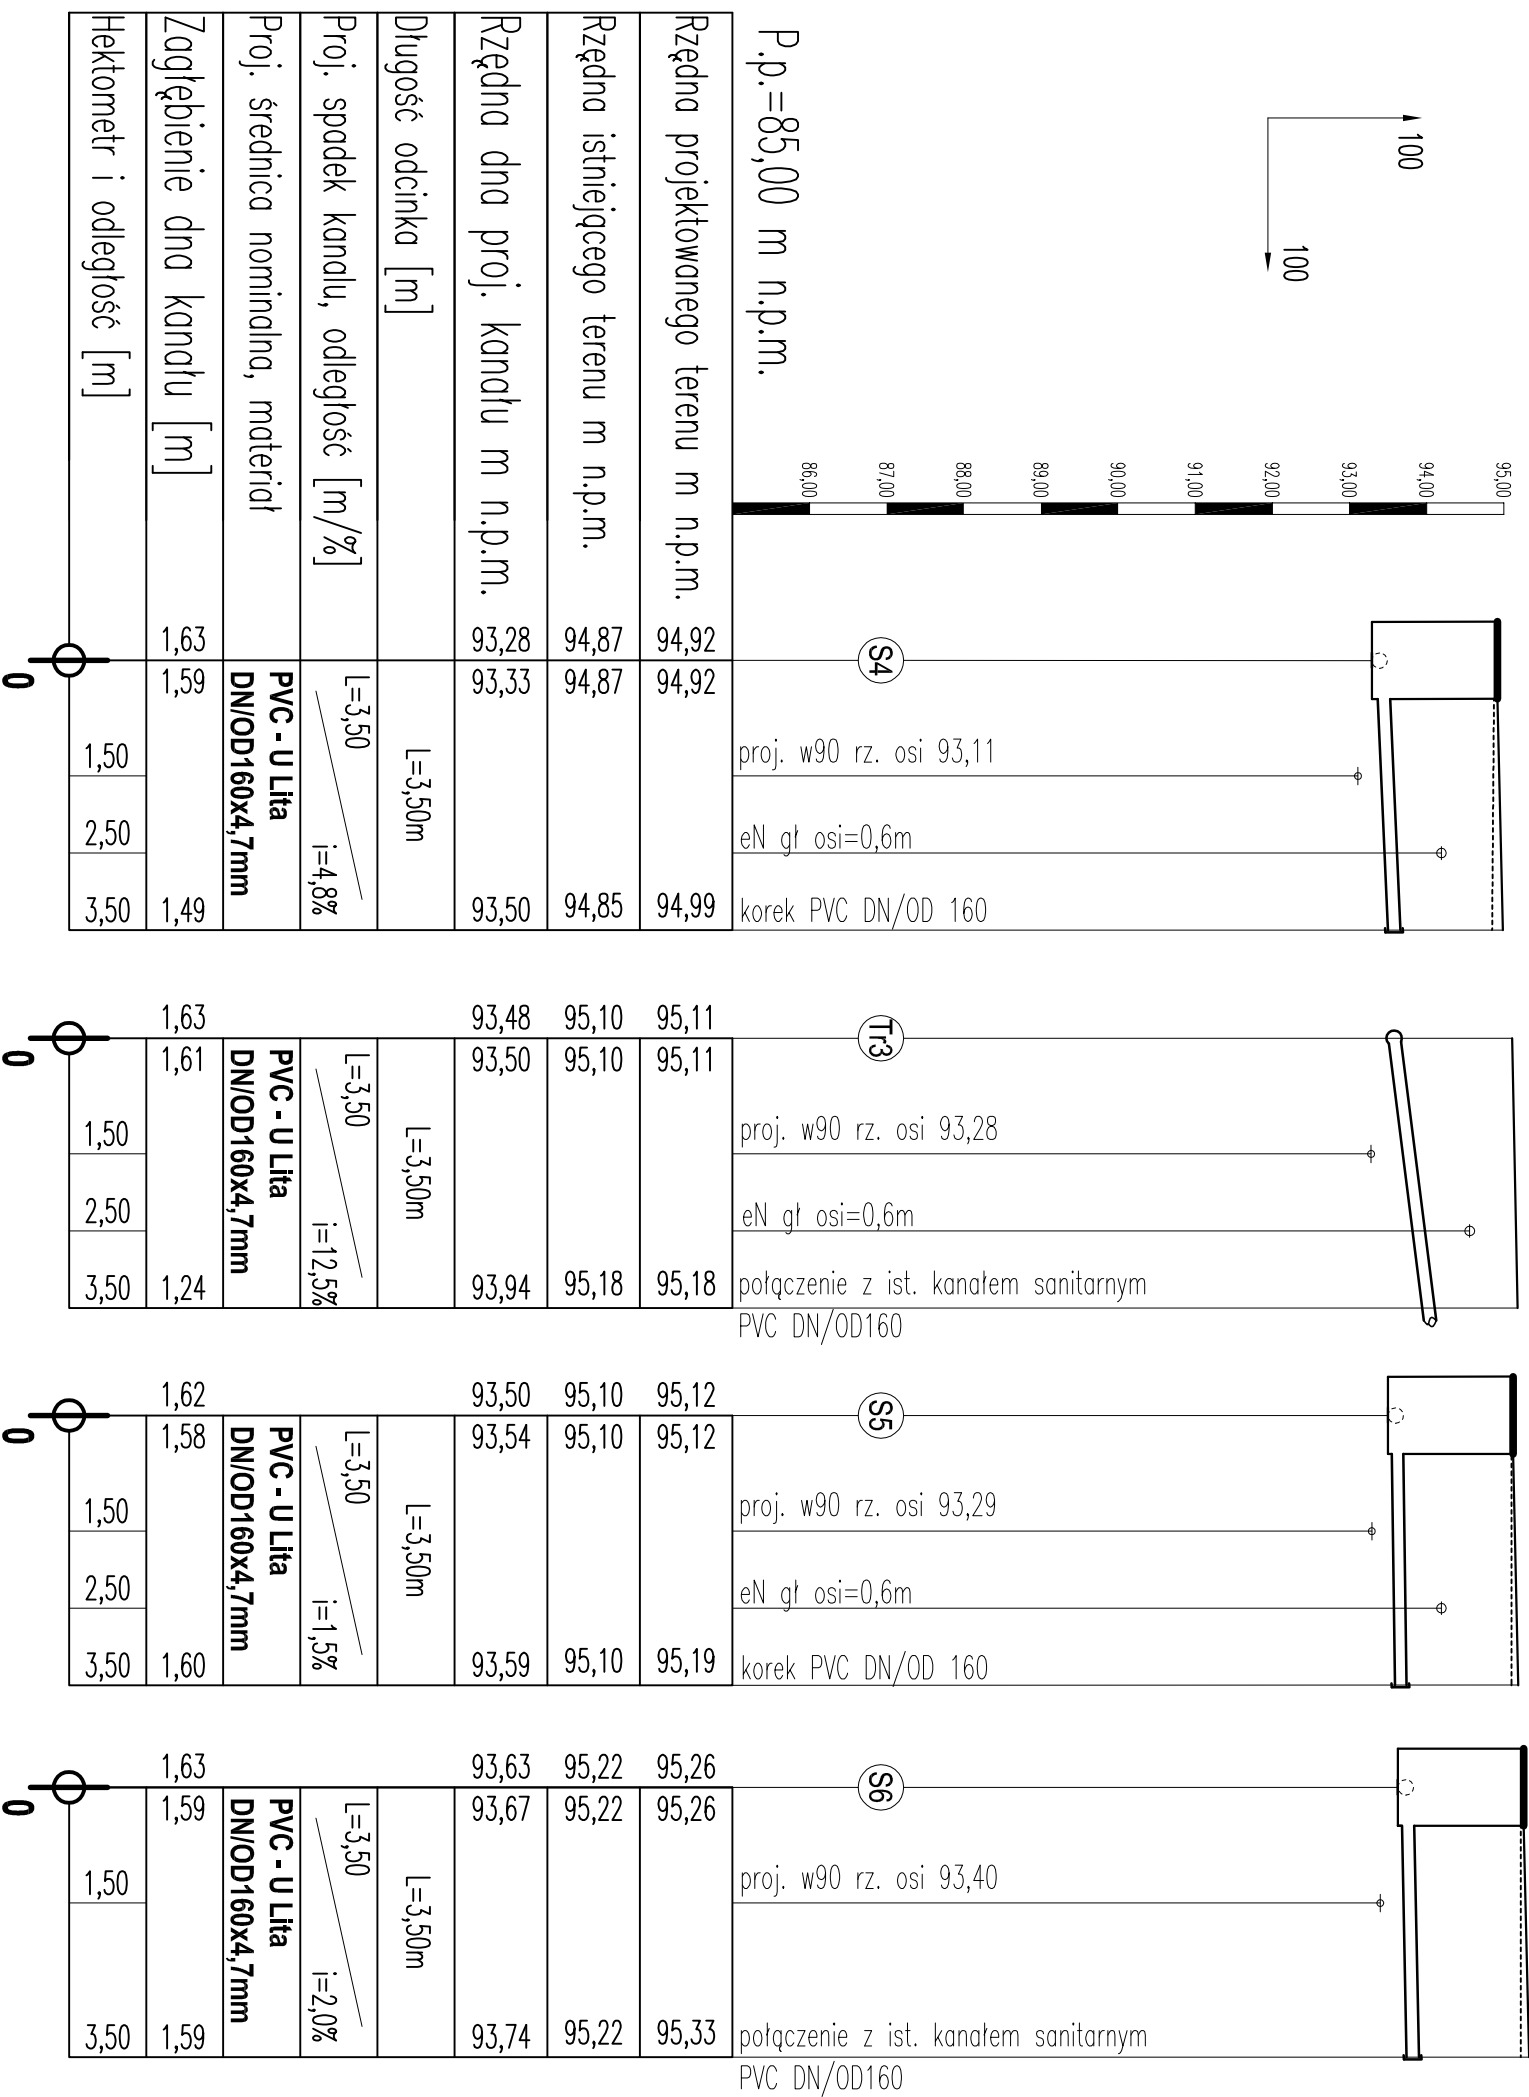 100
100
95,00
94,00
93,00
92,00
91,00
90,00
89,00
88,00
87,00
86,00
P.p.=85,00 m n.p.m.
S4
proj. w90 rz. osi 93,11
eN gł osi=0,6m
korek PVC DN/OD 160
Tr3
proj. w90 rz. osi 93,28
eN gł osi=0,6m
połączenie z ist. kanałem sanitarnym
PVC DN/OD160
S5
proj. w90 rz. osi 93,29
eN gł osi=0,6m
korek PVC DN/OD 160
S6
proj. w90 rz. osi 93,40
połączenie z ist. kanałem sanitarnym
PVC DN/OD160
Rzędna projektowanego terenu m n.p.m. 94,92 94,92 94,99 95,11 95,11 95,18 95,12 95,12 95,19 95,26 95,26 95,33
Rzędna istniejącego terenu m n.p.m. 94,87 94,87 94,85 95,10 95,10 95,18 95,10 95,10 95,10 95,22 95,22 95,22
Rzędna dna proj. kanału m n.p.m. 93,28 93,33 93,50 93,48 93,50 93,94 93,50 93,54 93,59 93,63 93,67 93,74
Długość odcinka [m] L=3,50m L=3,50m L=3,50m L=3,50m
Proj. spadek kanalu, odległość [m/%] L=3,50 i=4,8% L=3,50 i=12,5% L=3,50 i=1,5% L=3,50 i=2,0%
Proj. średnica nominalna, materiał
PVC - U Lita PVC - U Lita PVC - U Lita PVC - U Lita
DN/OD160x4,7mm DN/OD160x4,7mm DN/OD160x4,7mm DN/OD160x4,7mm
Zagłębienie dna kanału [m] 1,63 1,59 1,49 1,63 1,61 1,24 1,62 1,58 1,60 1,63 1,59 1,59
Hektometr i odległość [m] 1,50 2,50 3,50 1,50 2,50 3,50 1,50 2,50 3,50 1,50 3,50
0 0 0 0